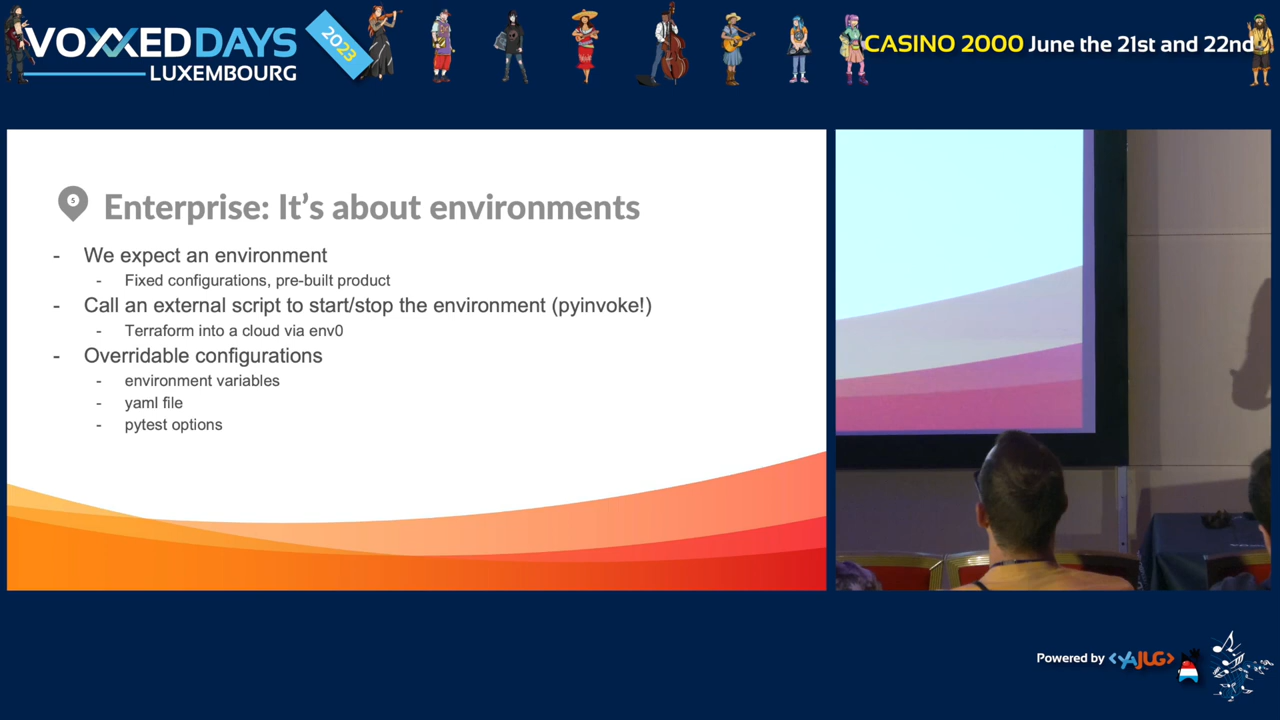 VOXXEDDAYS
LUXEMBOURG
2023
CASINO 2000 June the 21st and 22nd
5
Enterprise: It's about environments
- We expect an environment
- Fixed configurations, pre-built product
- Call an external script to start/stop the environment (pyinvoke!)
- Terraform into a cloud via env0
- Overridable configurations
- environment variables
- yaml file
- pytest options
Powered by <YAJUG>